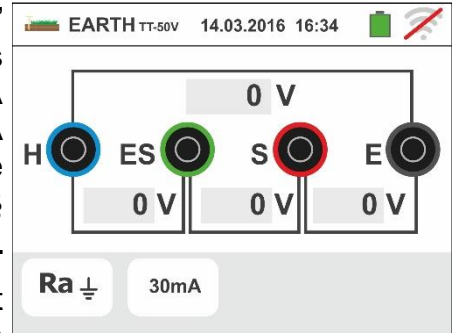 EARTH TT-50V 14.03.2016 16:34
0 V
H ES S E
0 V 0 V 0 V
Ra 30mA